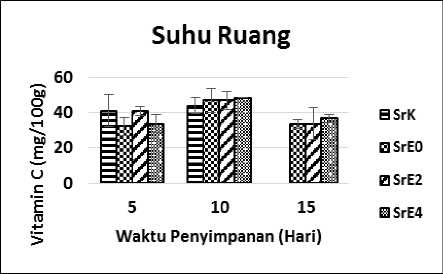 Suhu Ruang
Vitamin C (mg/100g)
60
40
20
0
5 10 15
Waktu Penyimpanan (Hari)
SrK
SrE0
SrE2
SrE4